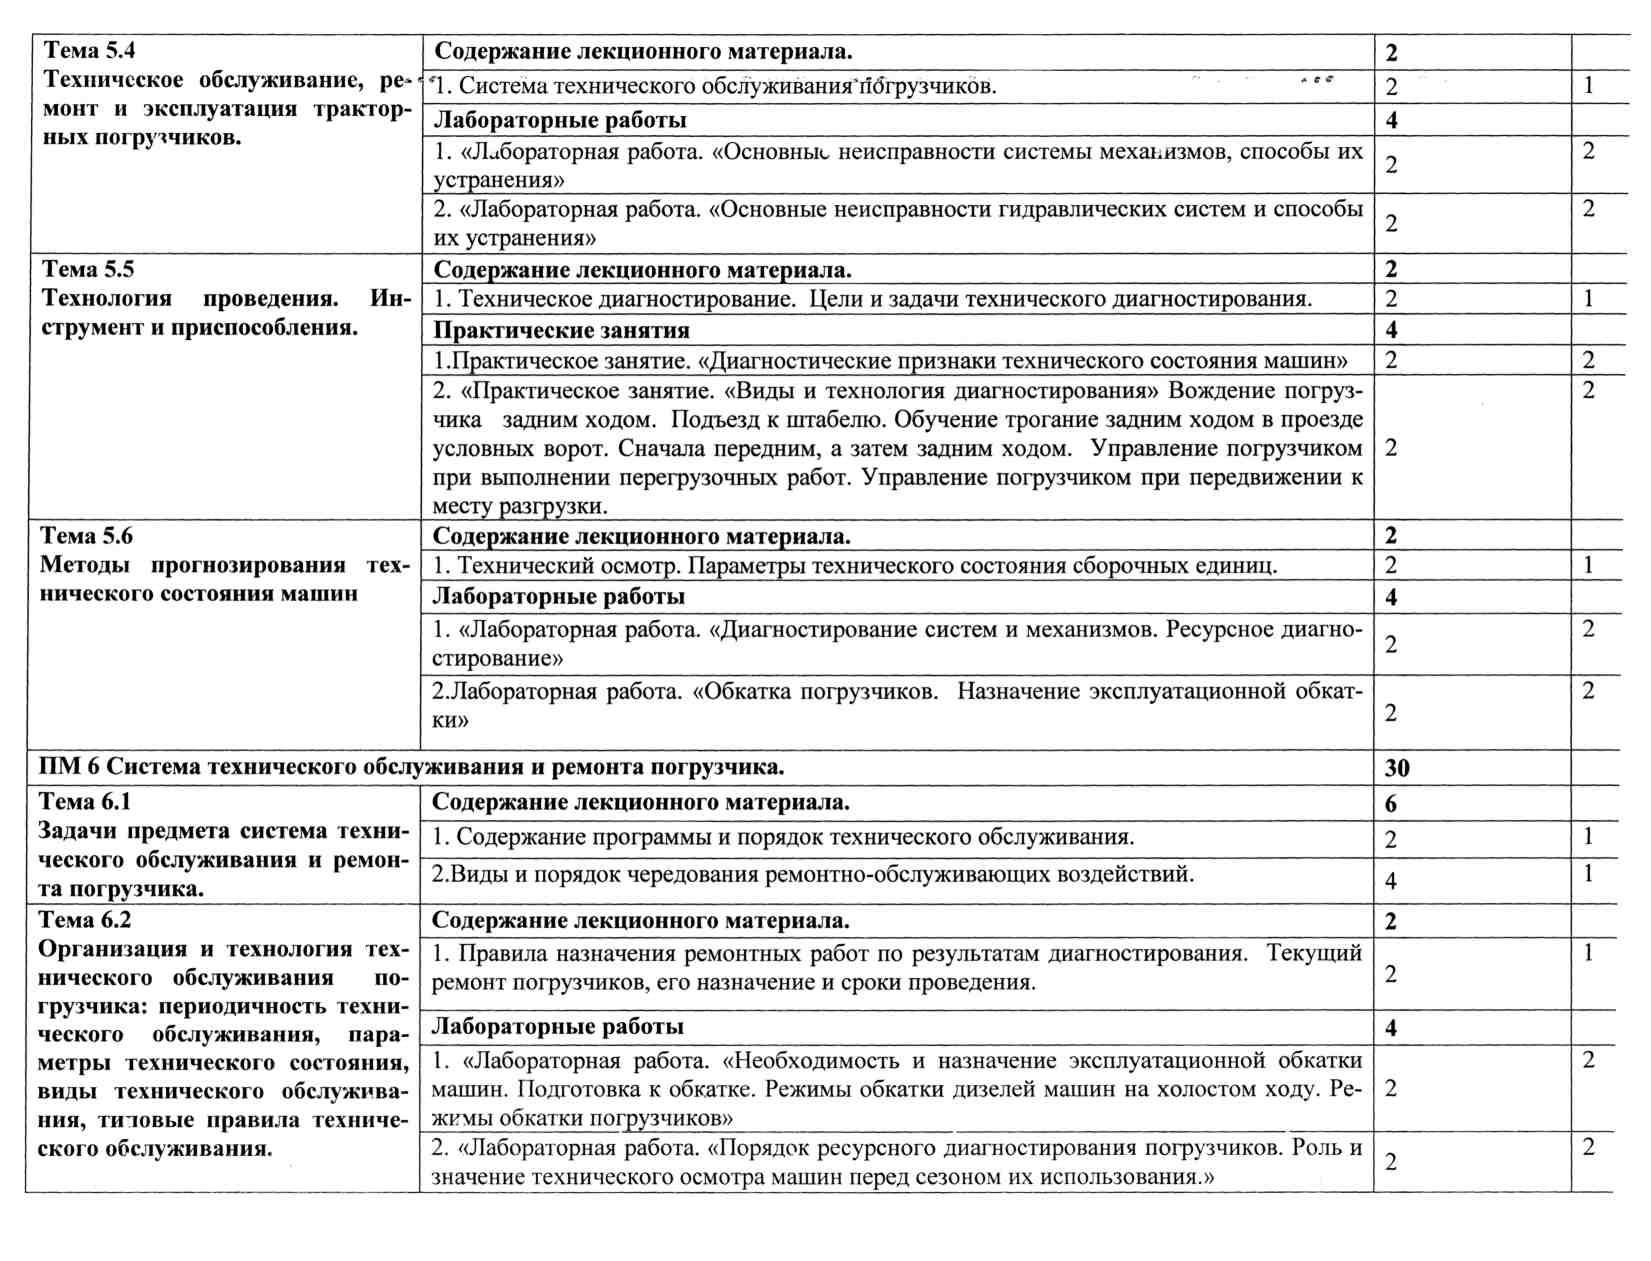 Тема 5.4
Техническое обслуживание, ре-
монт и эксплуатация трактор-
ных погрузчиков.
Содержание лекционного материала.
2
1. Система технического обслуживания погрузчиков.
2
1
Лабораторные работы
4
1. «Лабораторная работа. «Основные неисправности системы механизмов, способы их
устранения»
2
2
2. «Лабораторная работа. «Основные неисправности гидравлических систем и способы
их устранения»
2
2
Тема 5.5
Технология проведения. Ин-
струмент и приспособления.
Содержание лекционного материала.
2
1. Техническое диагностирование. Цели и задачи технического диагностирования.
2
1
Практические занятия
4
1.Практическое занятие. «Диагностические признаки технического состояния машин»
2
2
2. «Практическое занятие. «Виды и технология диагностирования» Вождение погруз-
чика задним ходом. Подъезд к штабелю. Обучение трогание задним ходом в проезде
условных ворот. Сначала передним, а затем задним ходом. Управление погрузчиком
при выполнении перегрузочных работ. Управление погрузчиком при передвижении к
месту разгрузки.
2
2
Тема 5.6
Методы прогнозирования тех-
нического состояния машин
Содержание лекционного материала.
2
1. Технический осмотр. Параметры технического состояния сборочных единиц.
2
1
Лабораторные работы
4
1. «Лабораторная работа. «Диагностирование систем и механизмов. Ресурсное диагно-
стирование»
2
2
2.Лабораторная работа. «Обкатка погрузчиков. Назначение эксплуатационной обкат-
ки»
2
2
ПМ 6 Система технического обслуживания и ремонта погрузчика.
30
Тема 6.1
Задачи предмета система техни-
ческого обслуживания и ремон-
та погрузчика.
Содержание лекционного материала.
6
1. Содержание программы и порядок технического обслуживания.
2
1
2.Виды и порядок чередования ремонтно-обслуживающих воздействий.
4
1
Тема 6.2
Организация и технология тех-
нического обслуживания по-
грузчика: периодичность техни-
ческого обслуживания, пара-
метры технического состояния,
виды технического обслужива-
ния, типовые правила техниче-
ского обслуживания.
Содержание лекционного материала.
2
1. Правила назначения ремонтных работ по результатам диагностирования. Текущий
ремонт погрузчиков, его назначение и сроки проведения.
2
1
Лабораторные работы
4
1. «Лабораторная работа. «Необходимость и назначение эксплуатационной обкатки
машин. Подготовка к обкатке. Режимы обкатки дизелей машин на холостом ходу. Ре-
жимы обкатки погрузчиков»
2
2
2. «Лабораторная работа. «Порядок ресурсного диагностирования погрузчиков. Роль и
значение технического осмотра машин перед сезоном их использования.»
2
2